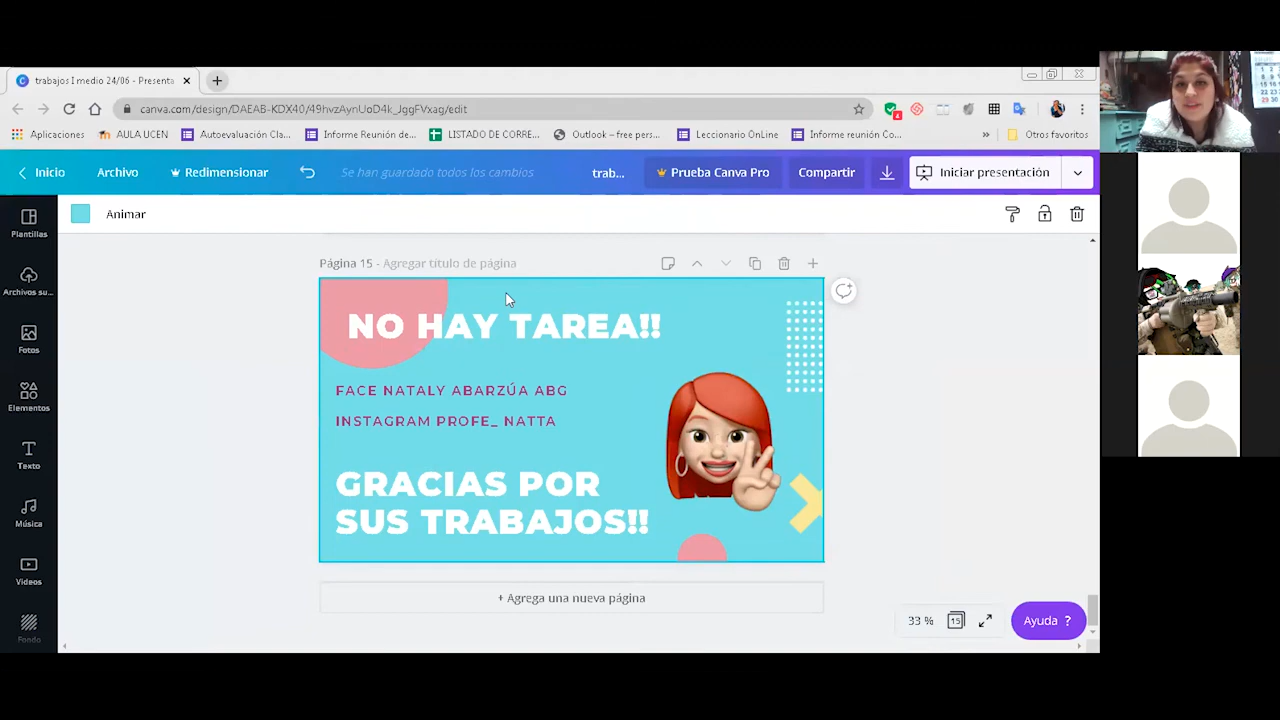 trabajos I medio 24/06 - Presenta
canva.com/design/DAEAB-KDX40/49hvzAynUoD4k_JggFVxag/edit
Aplicaciones
AULA UCEN
Autoevaluación Cla...
Informe Reunión de...
LISTADO DE CORRE...
Outlook – free pers...
Leccionario OnLine
Informe reunión Co...
»
Otros favoritos
Inicio
Archivo
Redimensionar
Se han guardado todos los cambios
trab...
Prueba Canva Pro
Compartir
Iniciar presentación
Animar
Plantillas
Archivos su...
Fotos
Elementos
Texto
Música
Videos
Fondo
Página 15 - Agregar título de página
NO HAY TAREA!!
FACE NATALY ABARZÚA ABG
INSTAGRAM PROFE_ NATTA
GRACIAS POR
SUS TRABAJOS!!
+ Agrega una nueva página
33 %
15
Ayuda ?